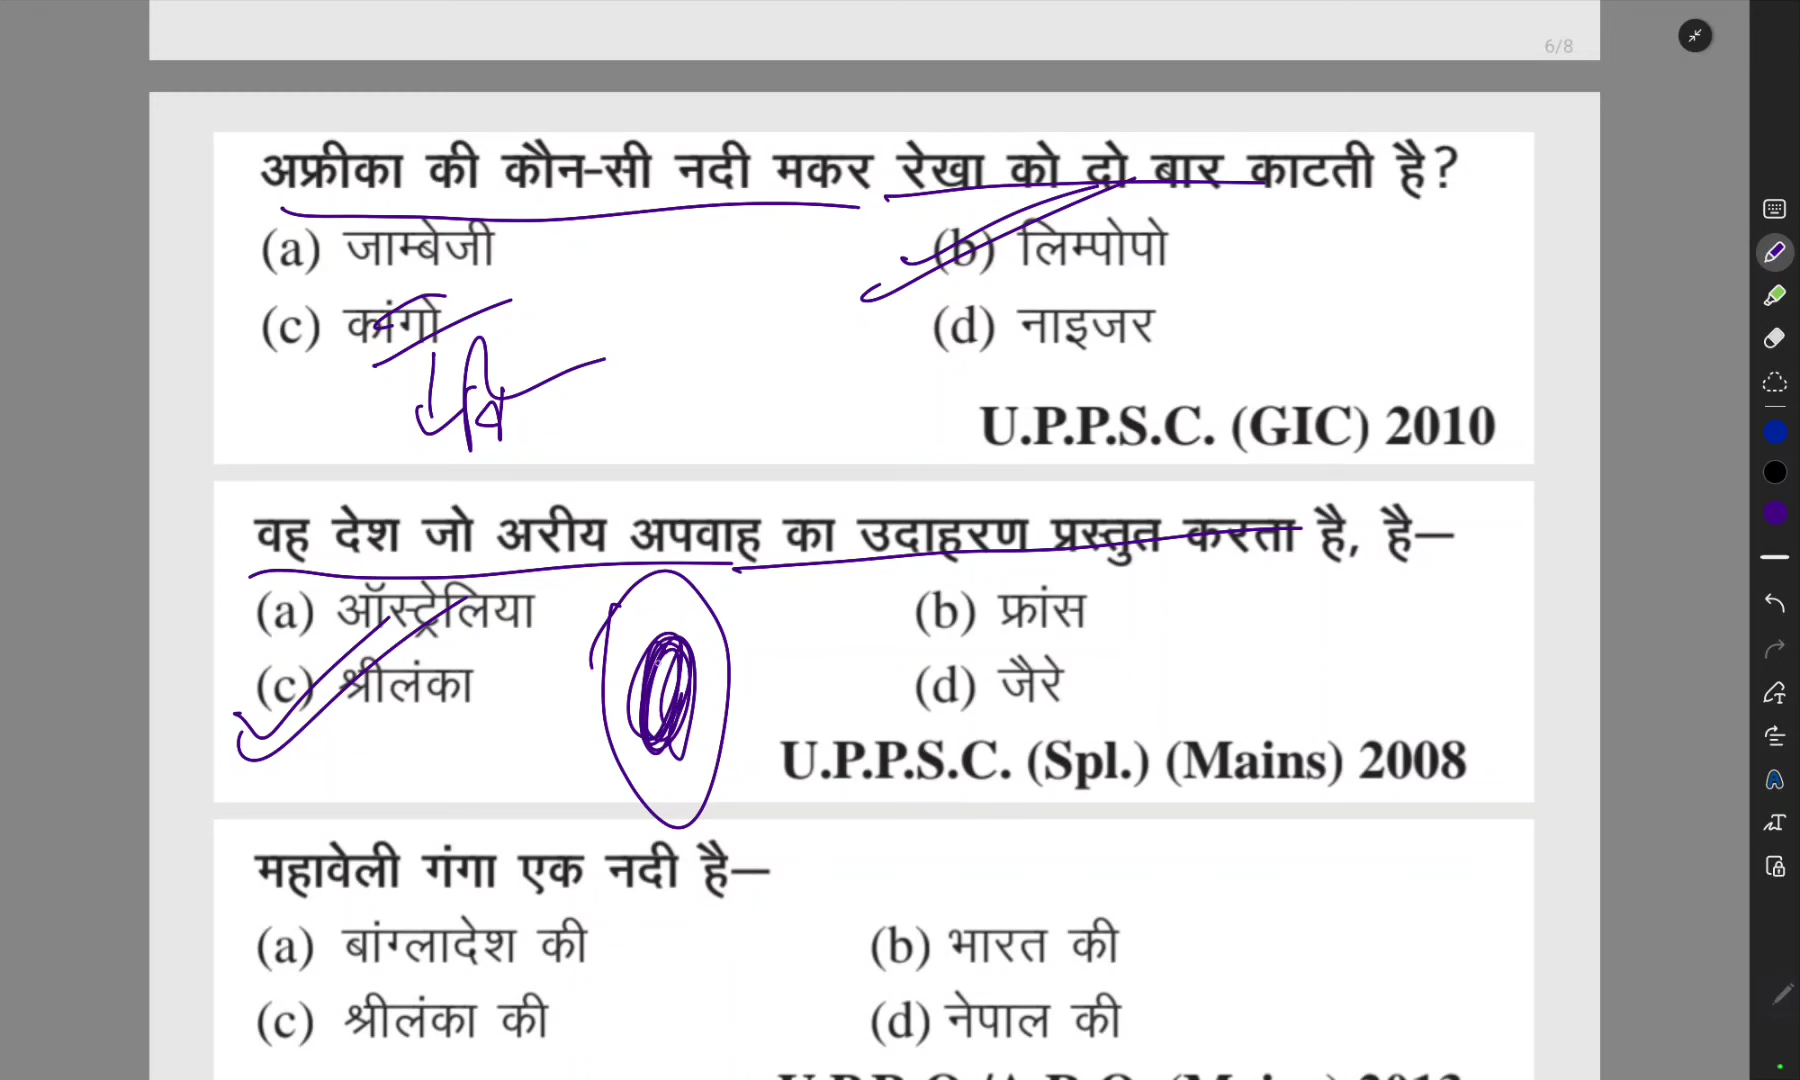 6/8
अफ्रीका की कौन-सी नदी मकर रेखा को दो बार काटती है?
(a) जाम्बेजी (b) लिम्पोपो
(c) कांगो (d) नाइजर
U.P.P.S.C. (GIC) 2010
वह देश जो अरीय अपवाह का उदाहरण प्रस्तुत करता है, है—
(a) ऑस्ट्रेलिया (b) फ्रांस
(c) श्रीलंका (d) जैरे
U.P.P.S.C. (Spl.) (Mains) 2008
महावेली गंगा एक नदी है—
(a) बांग्लादेश की (b) भारत की
(c) श्रीलंका की (d) नेपाल की